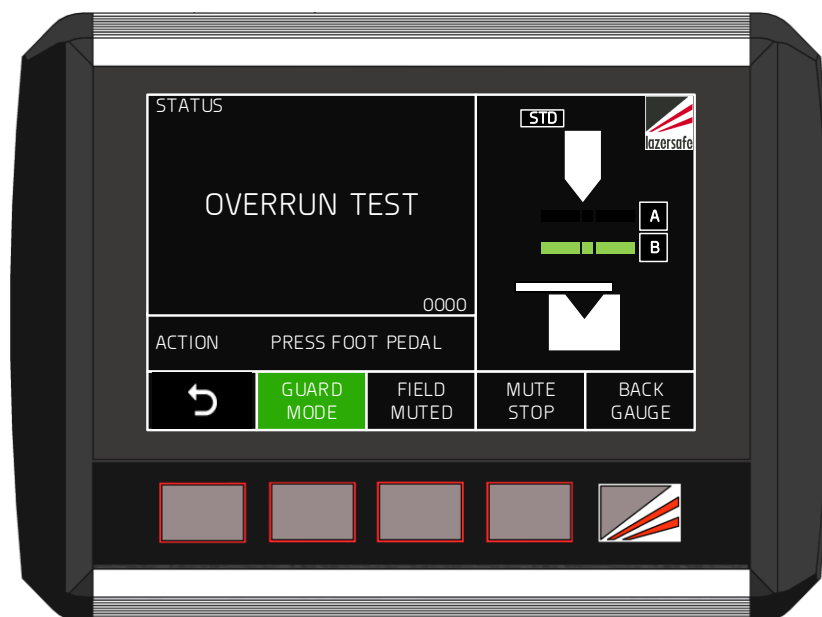 STATUS
STD
lazersafe
OVERRUN TEST
A
B
0000
ACTION PRESS FOOT PEDAL
GUARD MODE
FIELD MUTED
MUTE STOP
BACK GAUGE